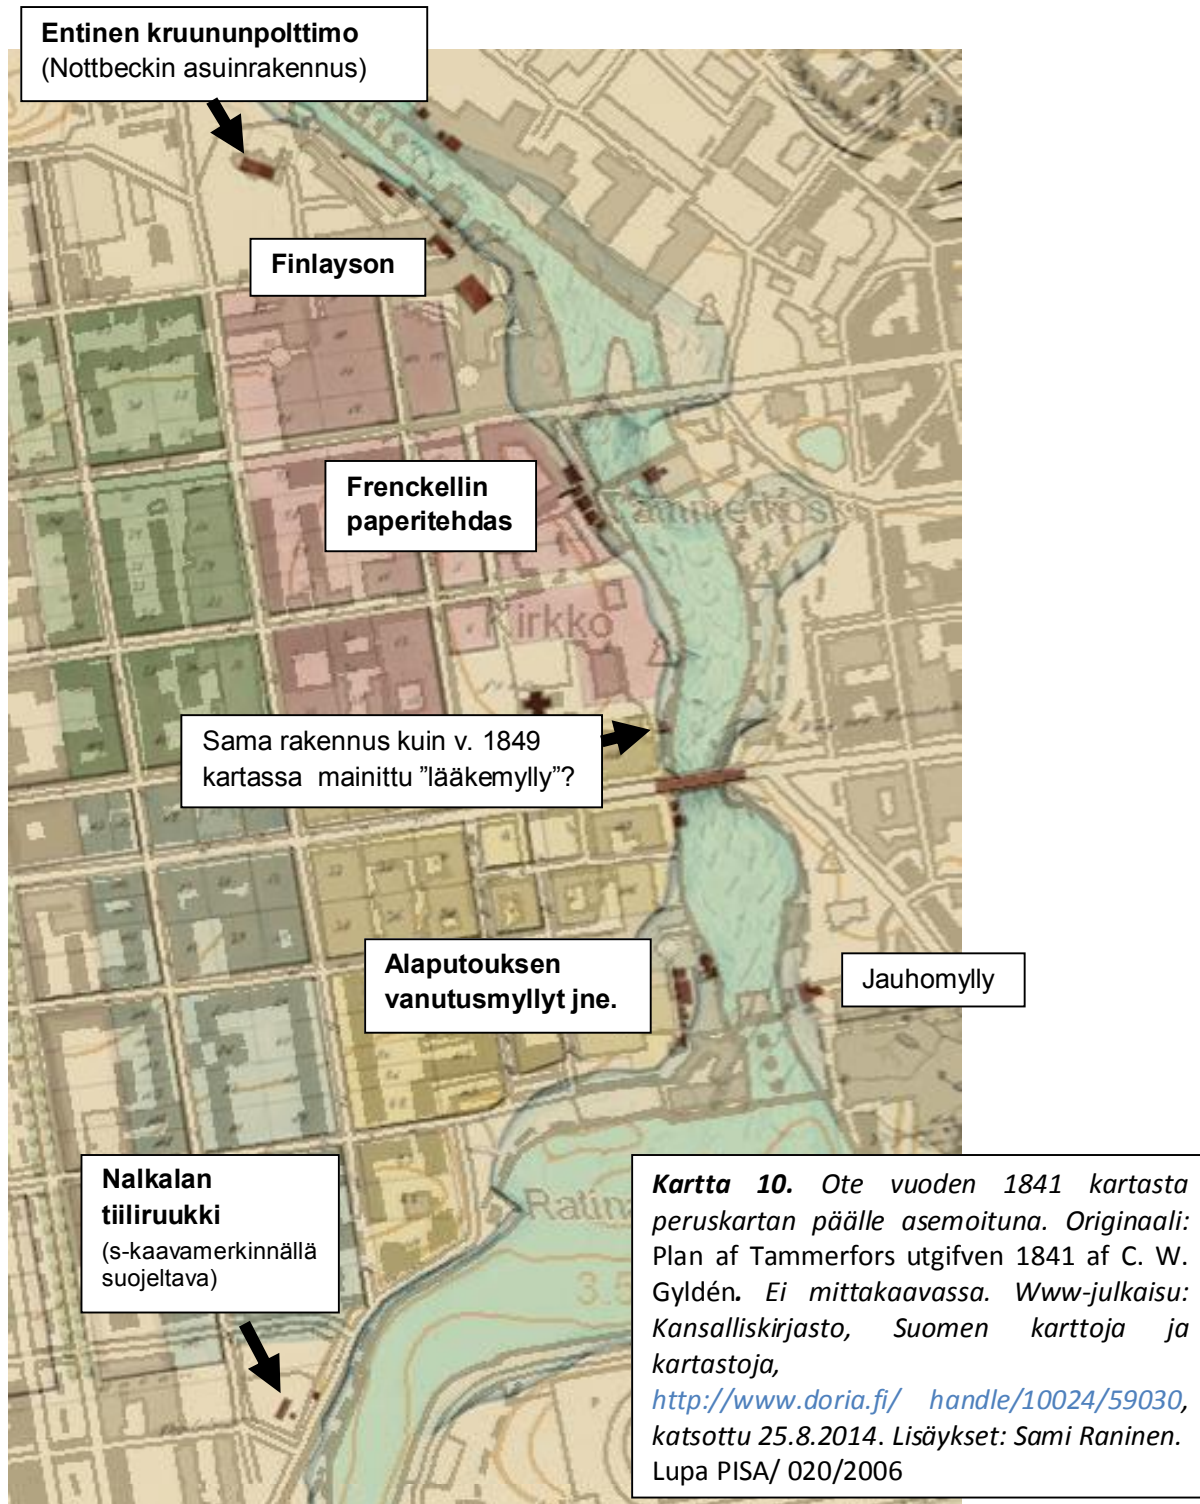 Entinen kruununpolttimo
(Nottbeckin asuinrakennus)
Finlayson
Frenckellin
paperitehdas
Tammerkoski
Kirkko
Sama rakennus kuin v. 1849
kartassa mainittu ”lääkemylly”?
Alaputouksen
vanutusmyllyt jne.
Jauhomylly
Nalkalan
tiiliruukki
(s-kaavamerkinnällä
suojeltava)
Ratina
3.5
Kartta 10. Ote vuoden 1841 kartasta
peruskartan päälle asemoituna. Originaali:
Plan af Tammerfors utgifven 1841 af C. W.
Gyldén. Ei mittakaavassa. Www-julkaisu:
Kansalliskirjasto, Suomen karttoja ja
kartastoja,
http://www.doria.fi/ handle/10024/59030,
katsottu 25.8.2014. Lisäykset: Sami Raninen.
Lupa PISA/ 020/2006